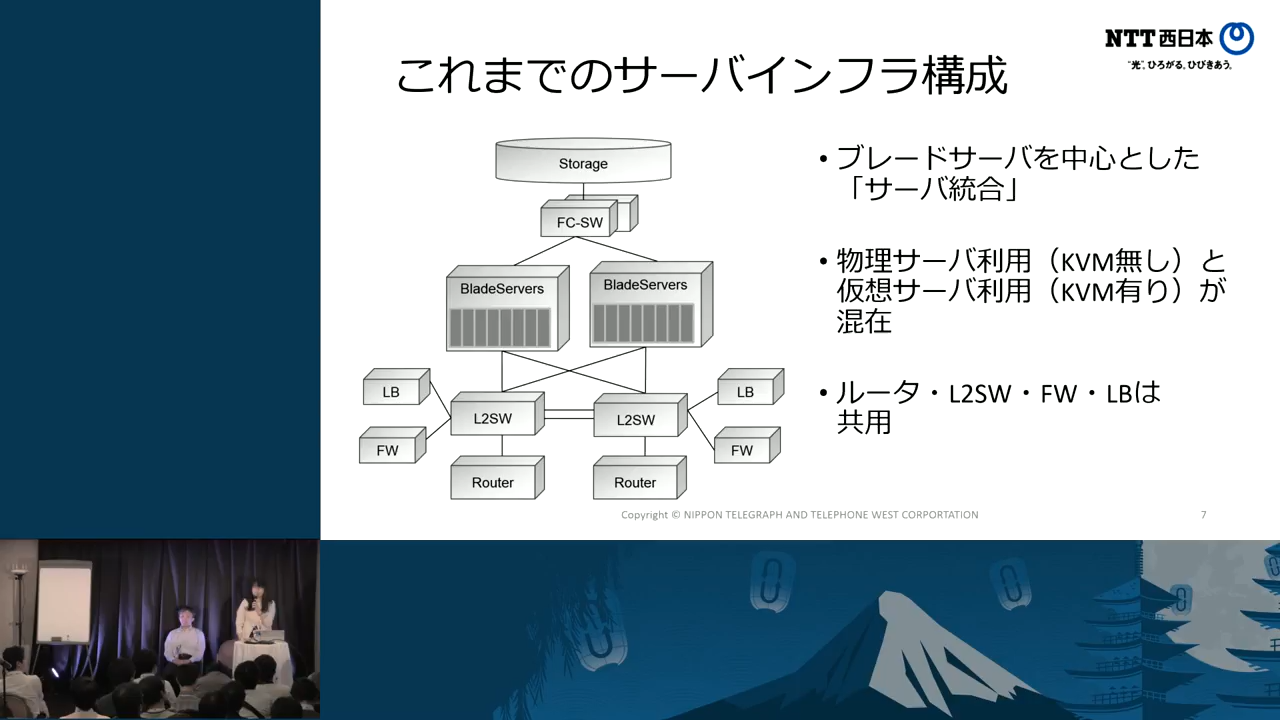 NTT西日本
"光"、ひろがる。ひびきあう。
これまでのサーバインフラ構成
Storage
FC-SW
BladeServers
BladeServers
LB
LB
L2SW
L2SW
FW
FW
Router
Router
• ブレードサーバを中心とした
「サーバ統合」
• 物理サーバ利用（KVM無し）と
仮想サーバ利用（KVM有り）が
混在
• ルータ・L2SW・FW・LBは
共用
Copyright © NIPPON TELEGRAPH AND TELEPHONE WEST CORPORTATION
7